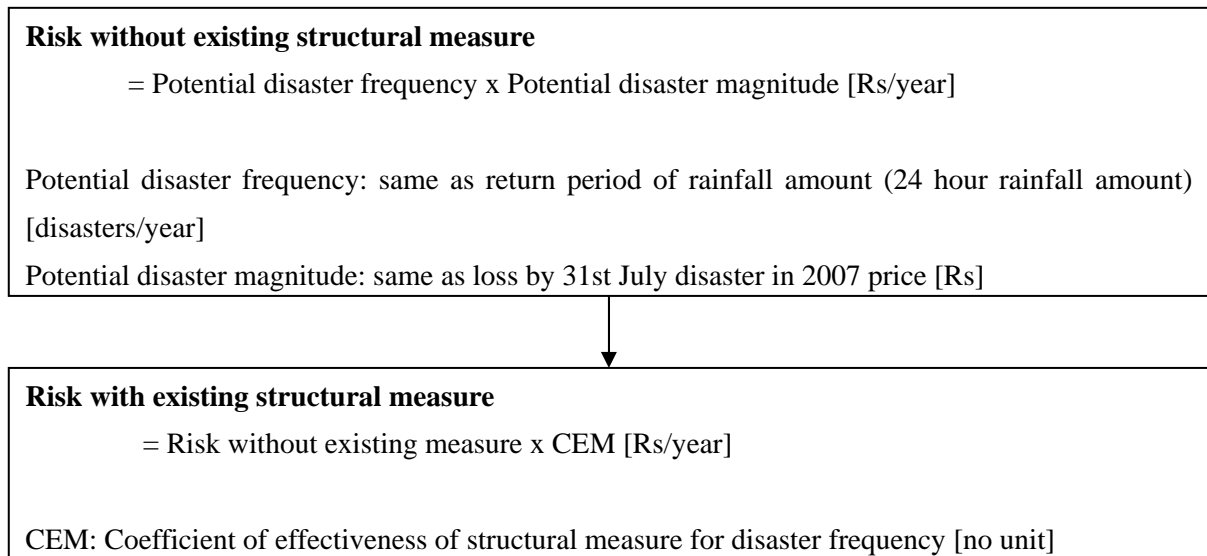 Risk without existing structural measure
= Potential disaster frequency x Potential disaster magnitude [Rs/year]
Potential disaster frequency: same as return period of rainfall amount (24 hour rainfall amount)
[disasters/year]
Potential disaster magnitude: same as loss by 31st July disaster in 2007 price [Rs]
Risk with existing structural measure
= Risk without existing measure x CEM [Rs/year]
CEM: Coefficient of effectiveness of structural measure for disaster frequency [no unit]